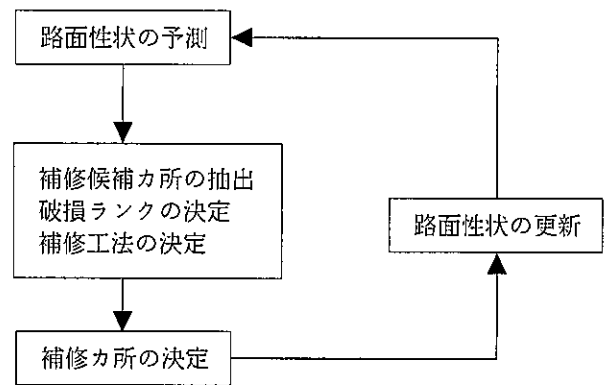 路面性状の予測
補修候補カ所の抽出
破損ランクの決定
補修工法の決定
路面性状の更新
補修カ所の決定